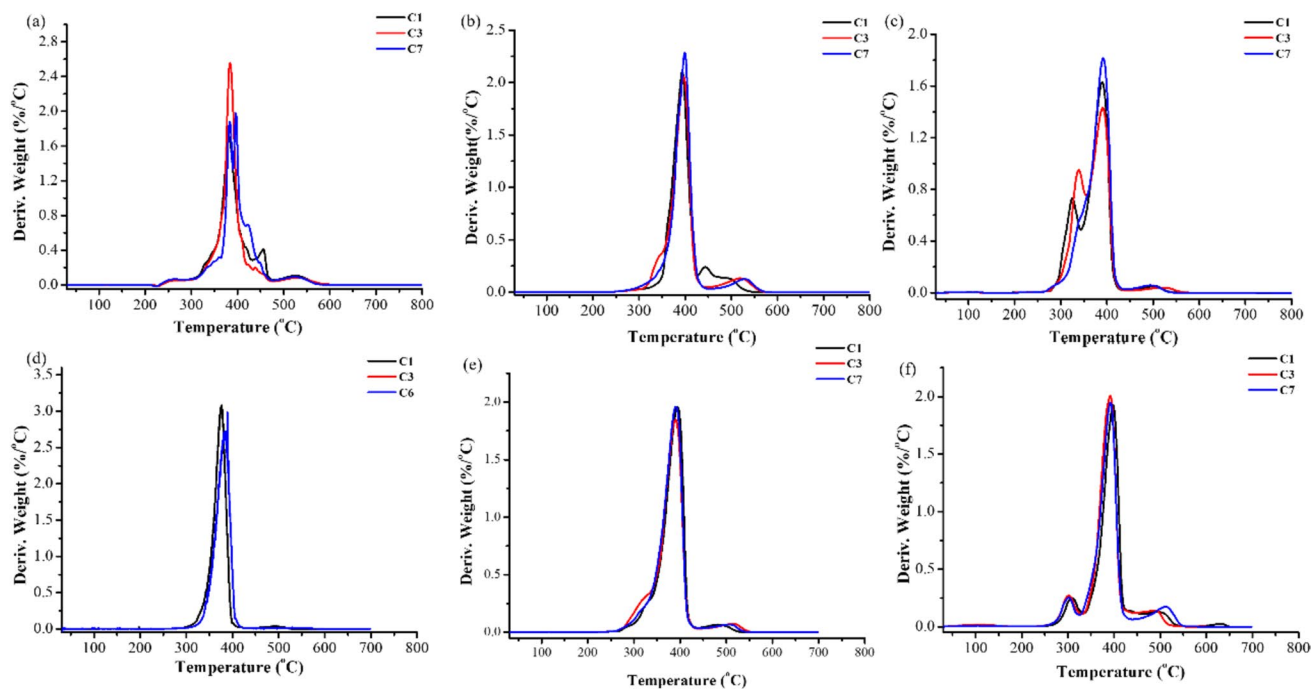 (a)
C1
C3
C7
Deriv. Weight (%/°C)
2.8
2.4
2.0
1.6
1.2
0.8
0.4
0.0
100 200 300 400 500 600 700 800
Temperature (°C)
(b)
C1
C3
C7
Deriv. Weight(%/°C)
2.5
2.0
1.5
1.0
0.5
0.0
100 200 300 400 500 600 700 800
Temperature (°C)
(c)
C1
C3
C7
Deriv. Weight (%/°C)
2.0
1.6
1.2
0.8
0.4
0.0
100 200 300 400 500 600 700 800
Temperature (°C)
(d)
C1
C3
C6
Deriv. Weight (%/°C)
3.5
3.0
2.5
2.0
1.5
1.0
0.5
0.0
100 200 300 400 500 600 700 800
Temperature (°C)
(e)
C1
C3
C7
Deriv. Weight (%/°C)
2.0
1.5
1.0
0.5
0.0
100 200 300 400 500 600 700 800
Temperature (°C)
(f)
C1
C3
C7
Deriv. Weight (%/°C)
2.0
1.5
1.0
0.5
0.0
100 200 300 400 500 600 700 800
Temperature (°C)